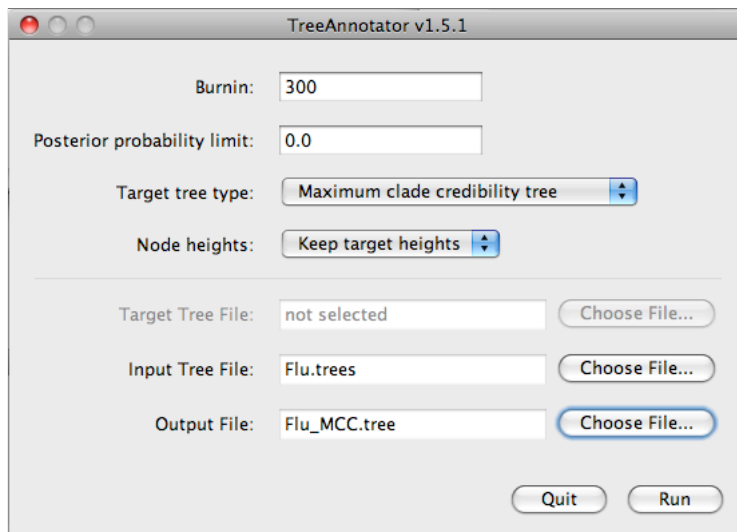 TreeAnnotator v1.5.1
Burnin: 300
Posterior probability limit: 0.0
Target tree type: Maximum clade credibility tree
Node heights: Keep target heights
Target Tree File: not selected Choose File...
Input Tree File: Flu.trees Choose File...
Output File: Flu_MCC.tree Choose File...
Quit Run